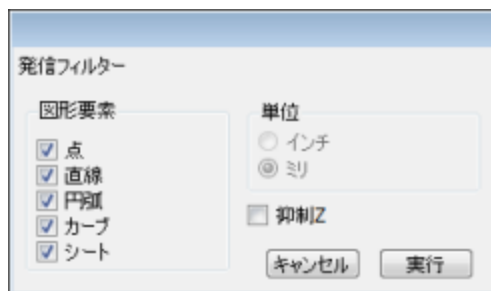 発信フィルター
図形要素
点
直線
円弧
カーブ
シート
単位
インチ
ミリ
抑制Z
キャンセル
実行